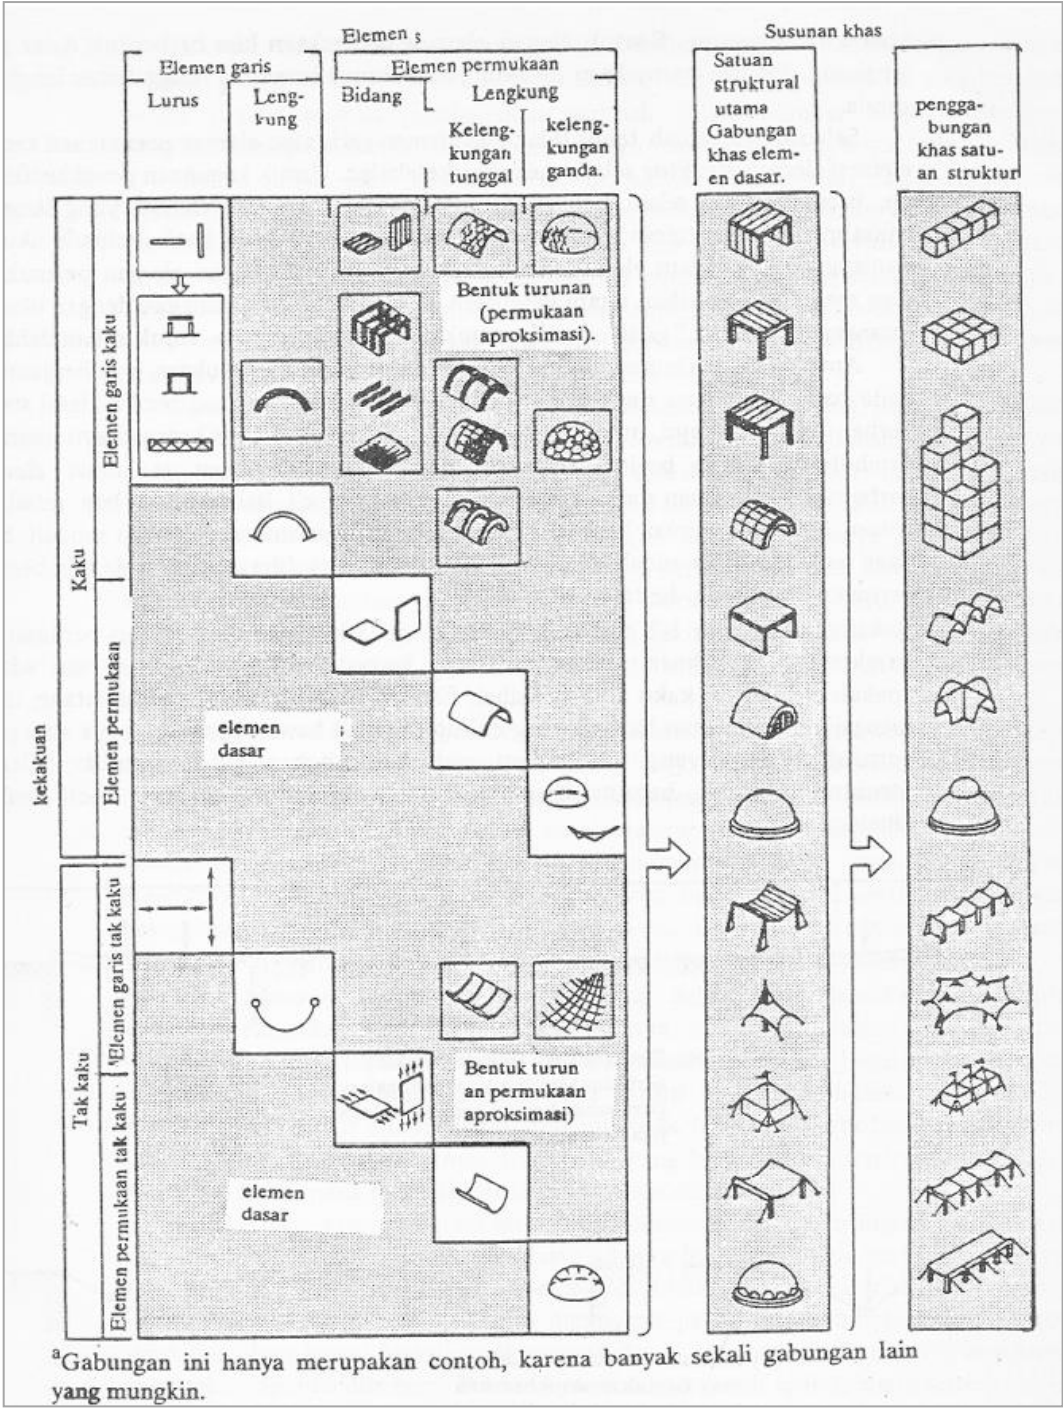 Elemen s
Susunan khas
Elemen garis
Elemen permukaan
Lurus
Leng-
kung
Bidang
Lengkung
Kelengkungan
kungan
tunggal
keleng-
kungan
ganda.
Satuan
struktural
utama
Gabungan
khas elem-
en dasar.
pengga-
bungan
khas satu-
an struktur
Bentuk turunan
(permukaan
aproksimasi).
kekakuan
Kaku
Elemen garis kaku
Elemen permukaan
elemen
dasar
Tak kaku
Elemen garis tak kaku
Elemen permukaan tak kaku
Bentuk turun
an permukaan
aproksimasi)
elemen
dasar
aGabungan ini hanya merupakan contoh, karena banyak sekali gabungan lain
yang mungkin.